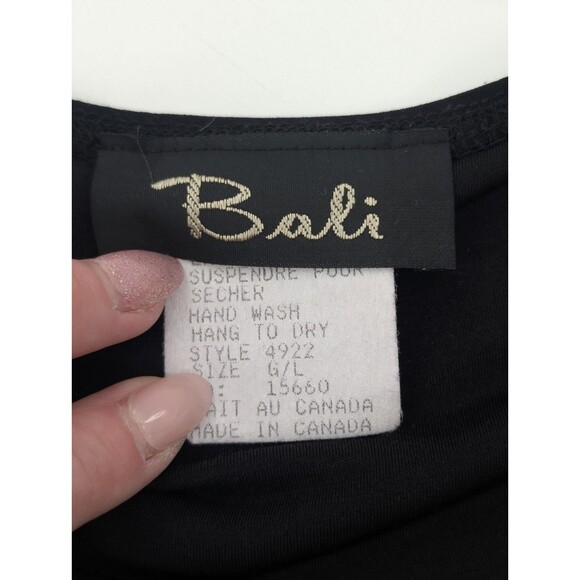 Bali
SUSPENDRE POUR
SECHER
HAND WASH
HANG TO DRY
STYLE 4922
SIZE G/L
: 15660
FAIT AU CANADA
MADE IN CANADA